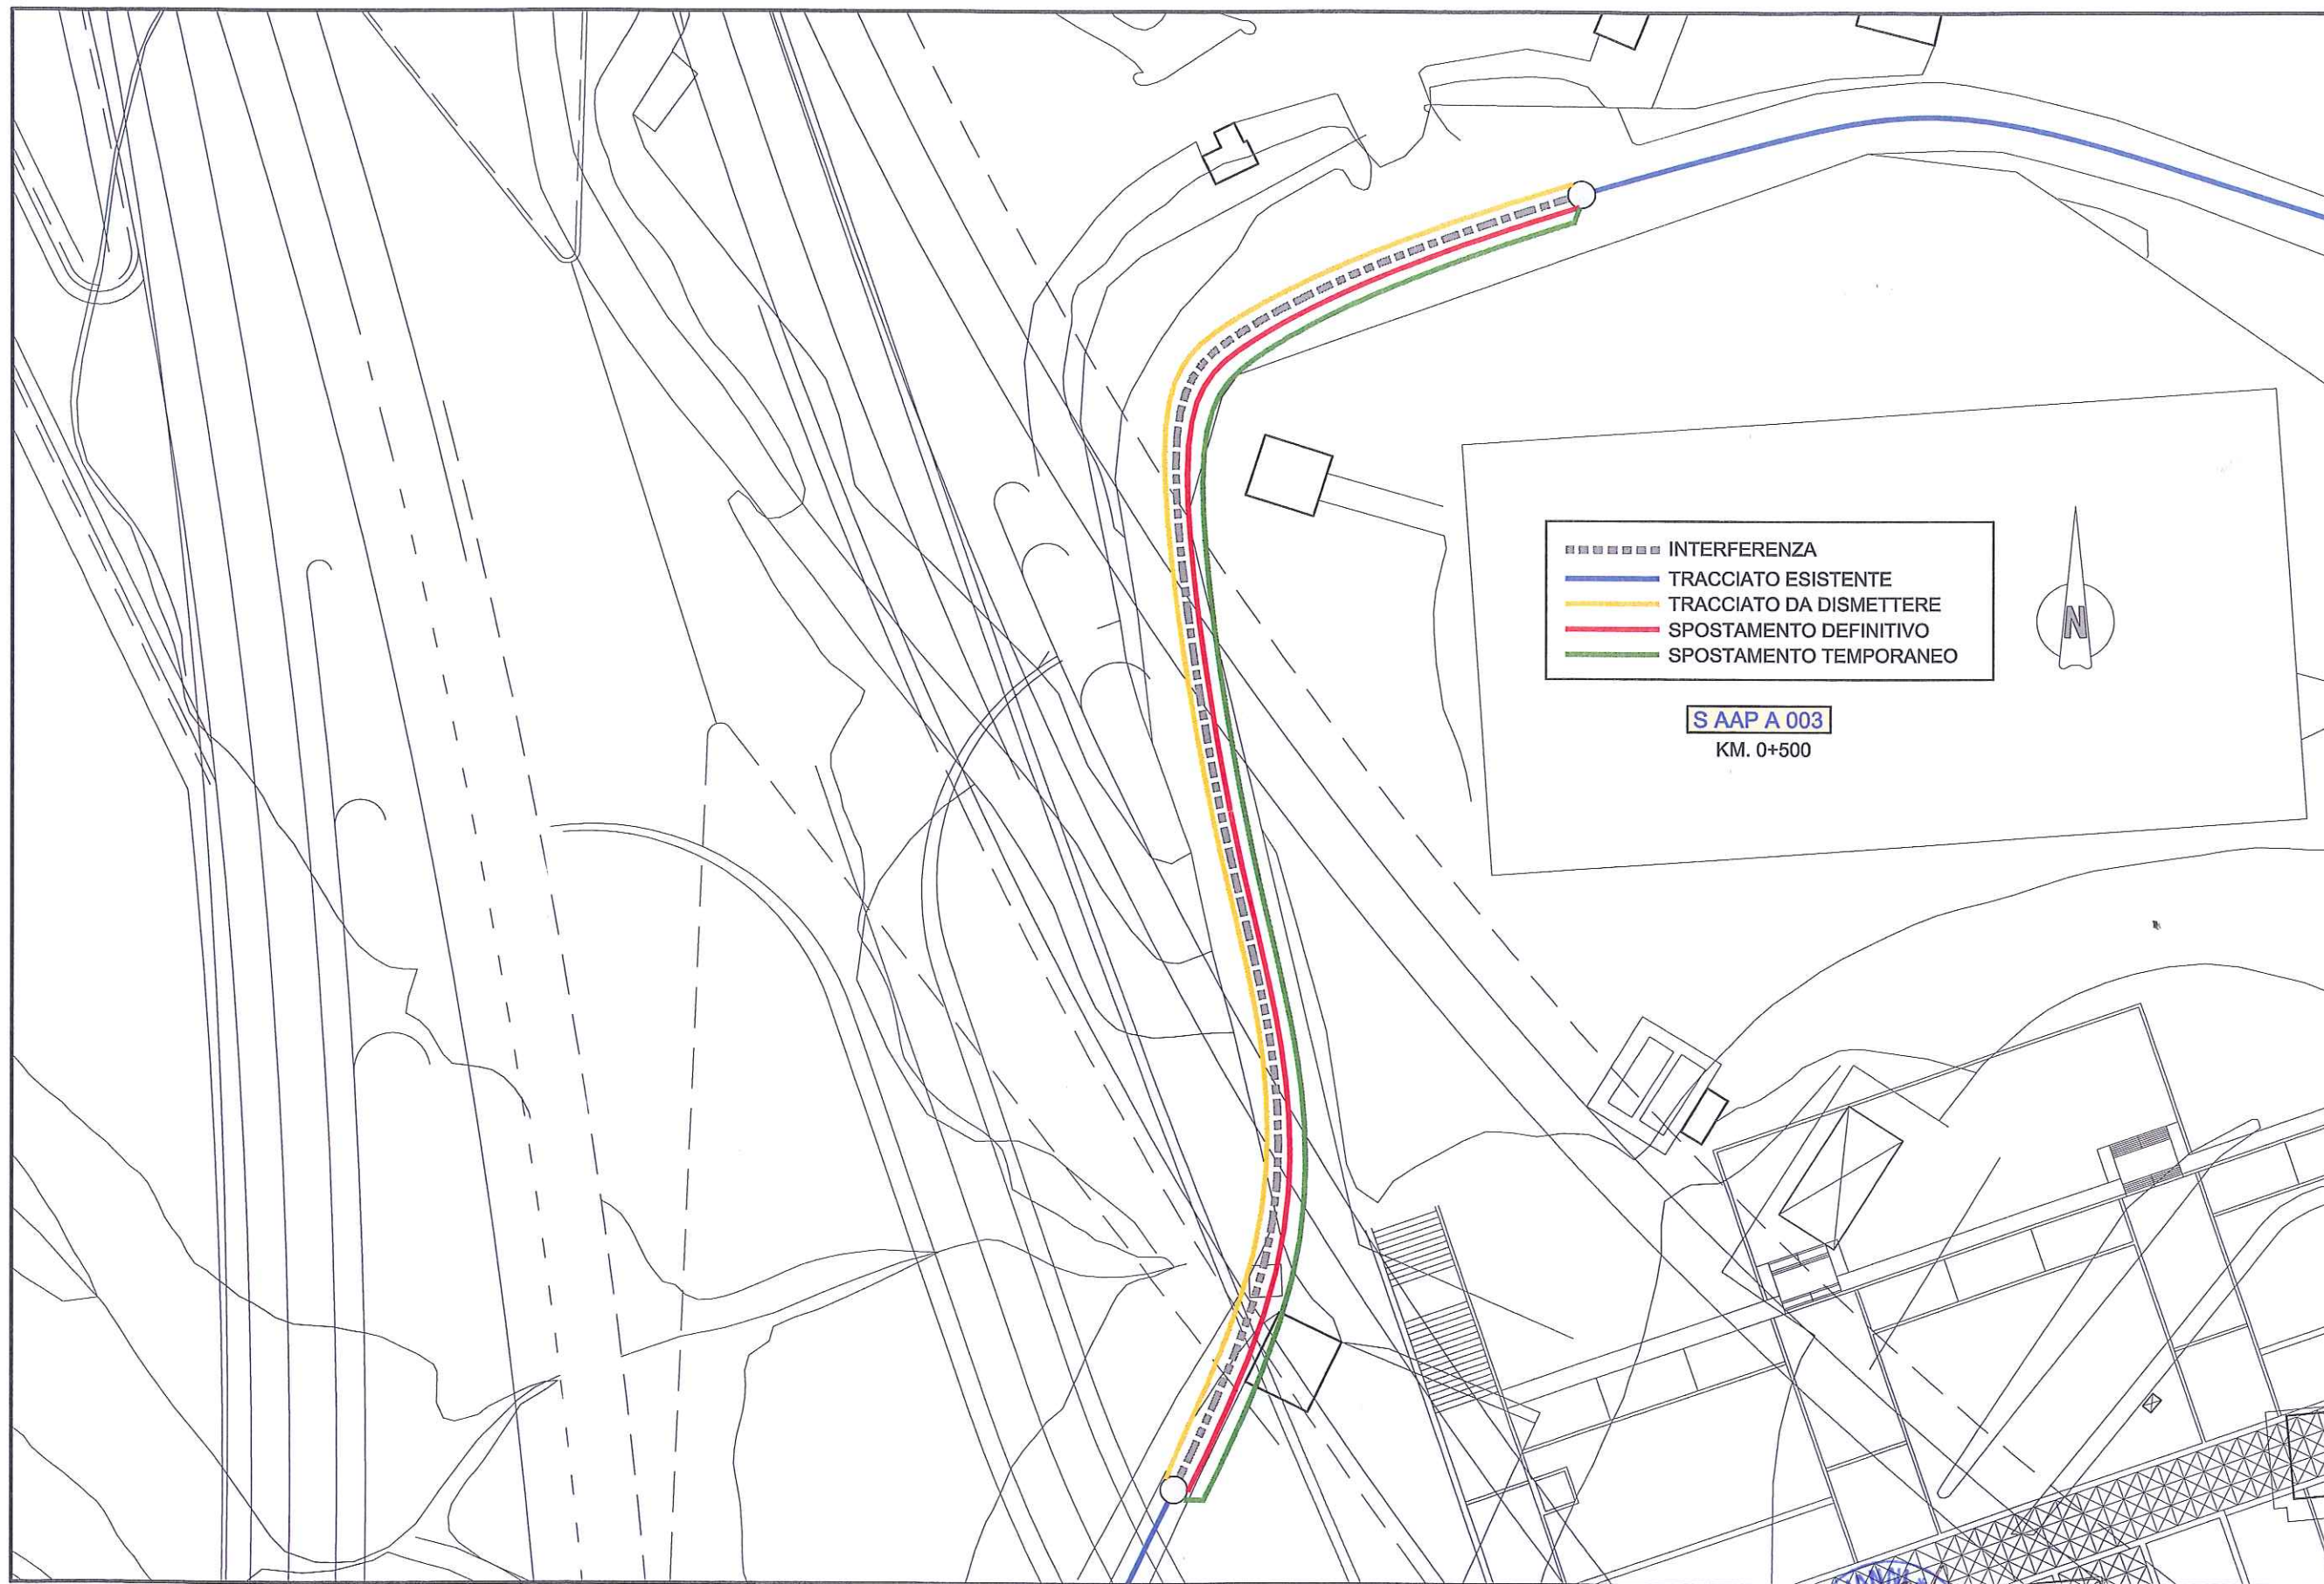 INTERFERENZA
TRACCIATO ESISTENTE
TRACCIATO DA DISMETTERE
SPOSTAMENTO DEFINITIVO
SPOSTAMENTO TEMPORANEO
N
S AAP A 003
KM. 0+500